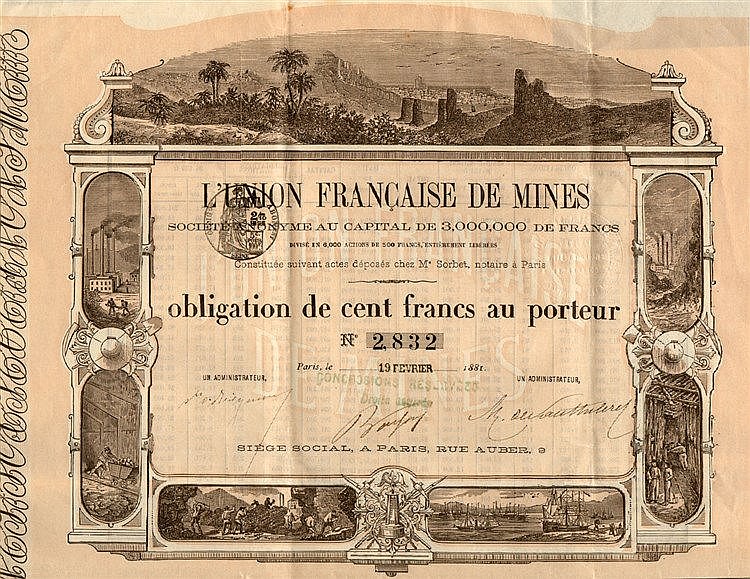 L'UNION FRANÇAISE DE MINES
SOCIÉTÉ ANONYME AU CAPITAL DE 3,000,000 DE FRANCS
DIVISÉ EN 6,000 ACTIONS DE 500 FRANCS, ENTIÈREMENT LIBÉRÉES
Constituée suivant actes déposés chez Me Sorbet, notaire à Paris
obligation de cent francs au porteur
No 2,832
Paris, le 19 FEVRIER 1881.
UN ADMINISTRATEUR, UN ADMINISTRATEUR,
SIÈGE SOCIAL, A PARIS, RUE AUBER, 9